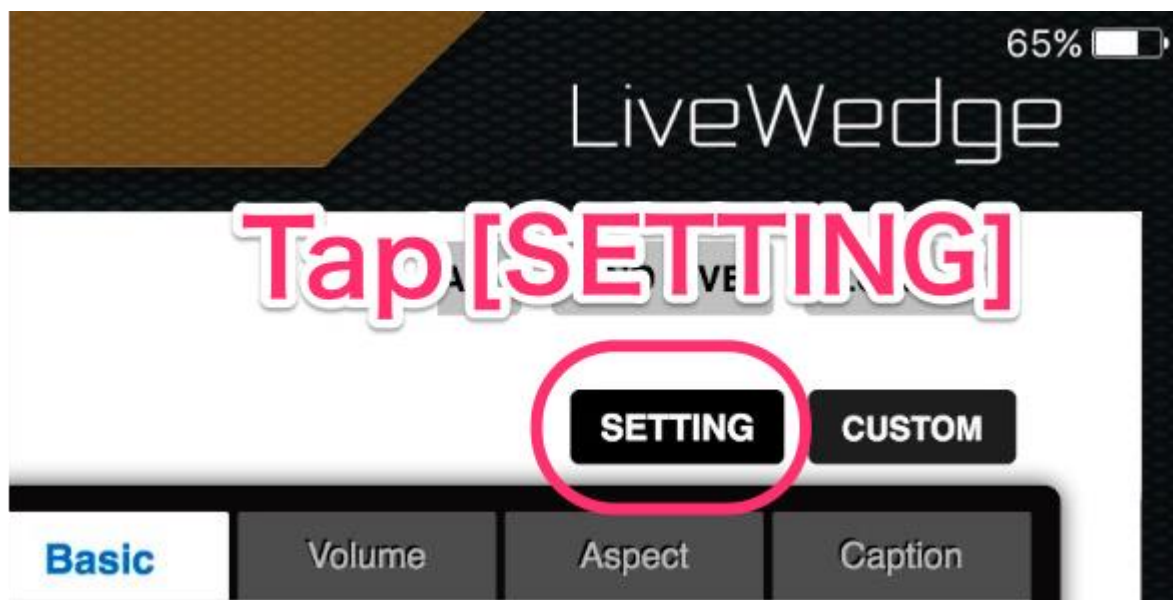 65%
LiveWedge
Tap [SETTING]
SETTING CUSTOM
Basic Volume Aspect Caption